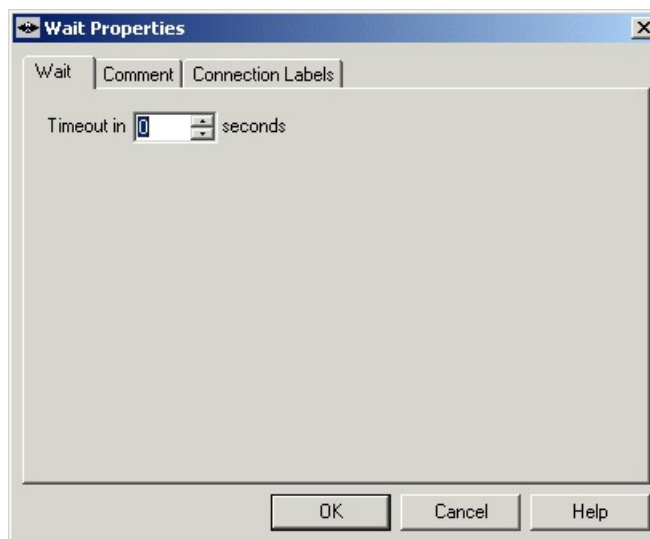 Wait Properties
Wait Comment Connection Labels
Timeout in 0 seconds
OK Cancel Help